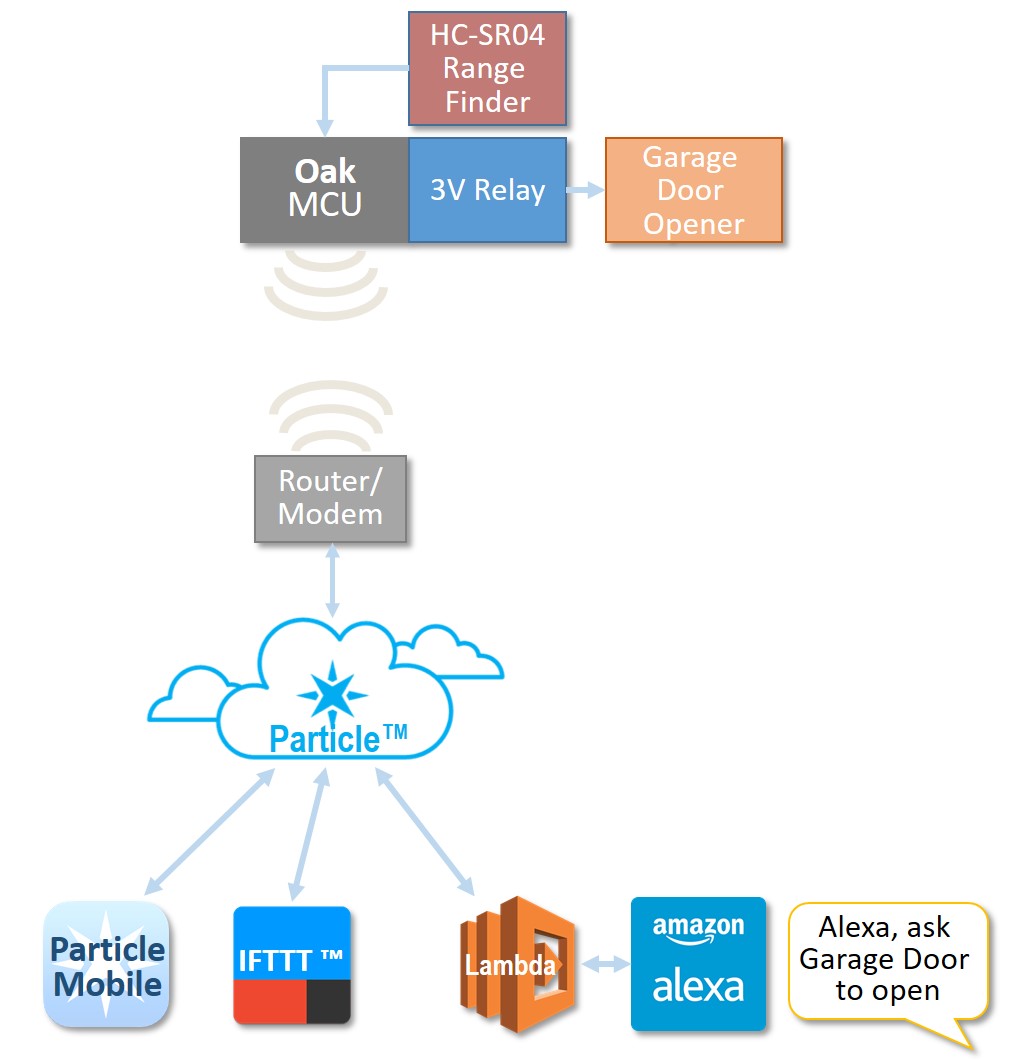 HC-SR04
Range
Finder
Oak
MCU
3V Relay
Garage
Door
Opener
Router/
Modem
Particle™
Particle
Mobile
IFTTT ™
Lambda
amazon
alexa
Alexa, ask
Garage Door
to open